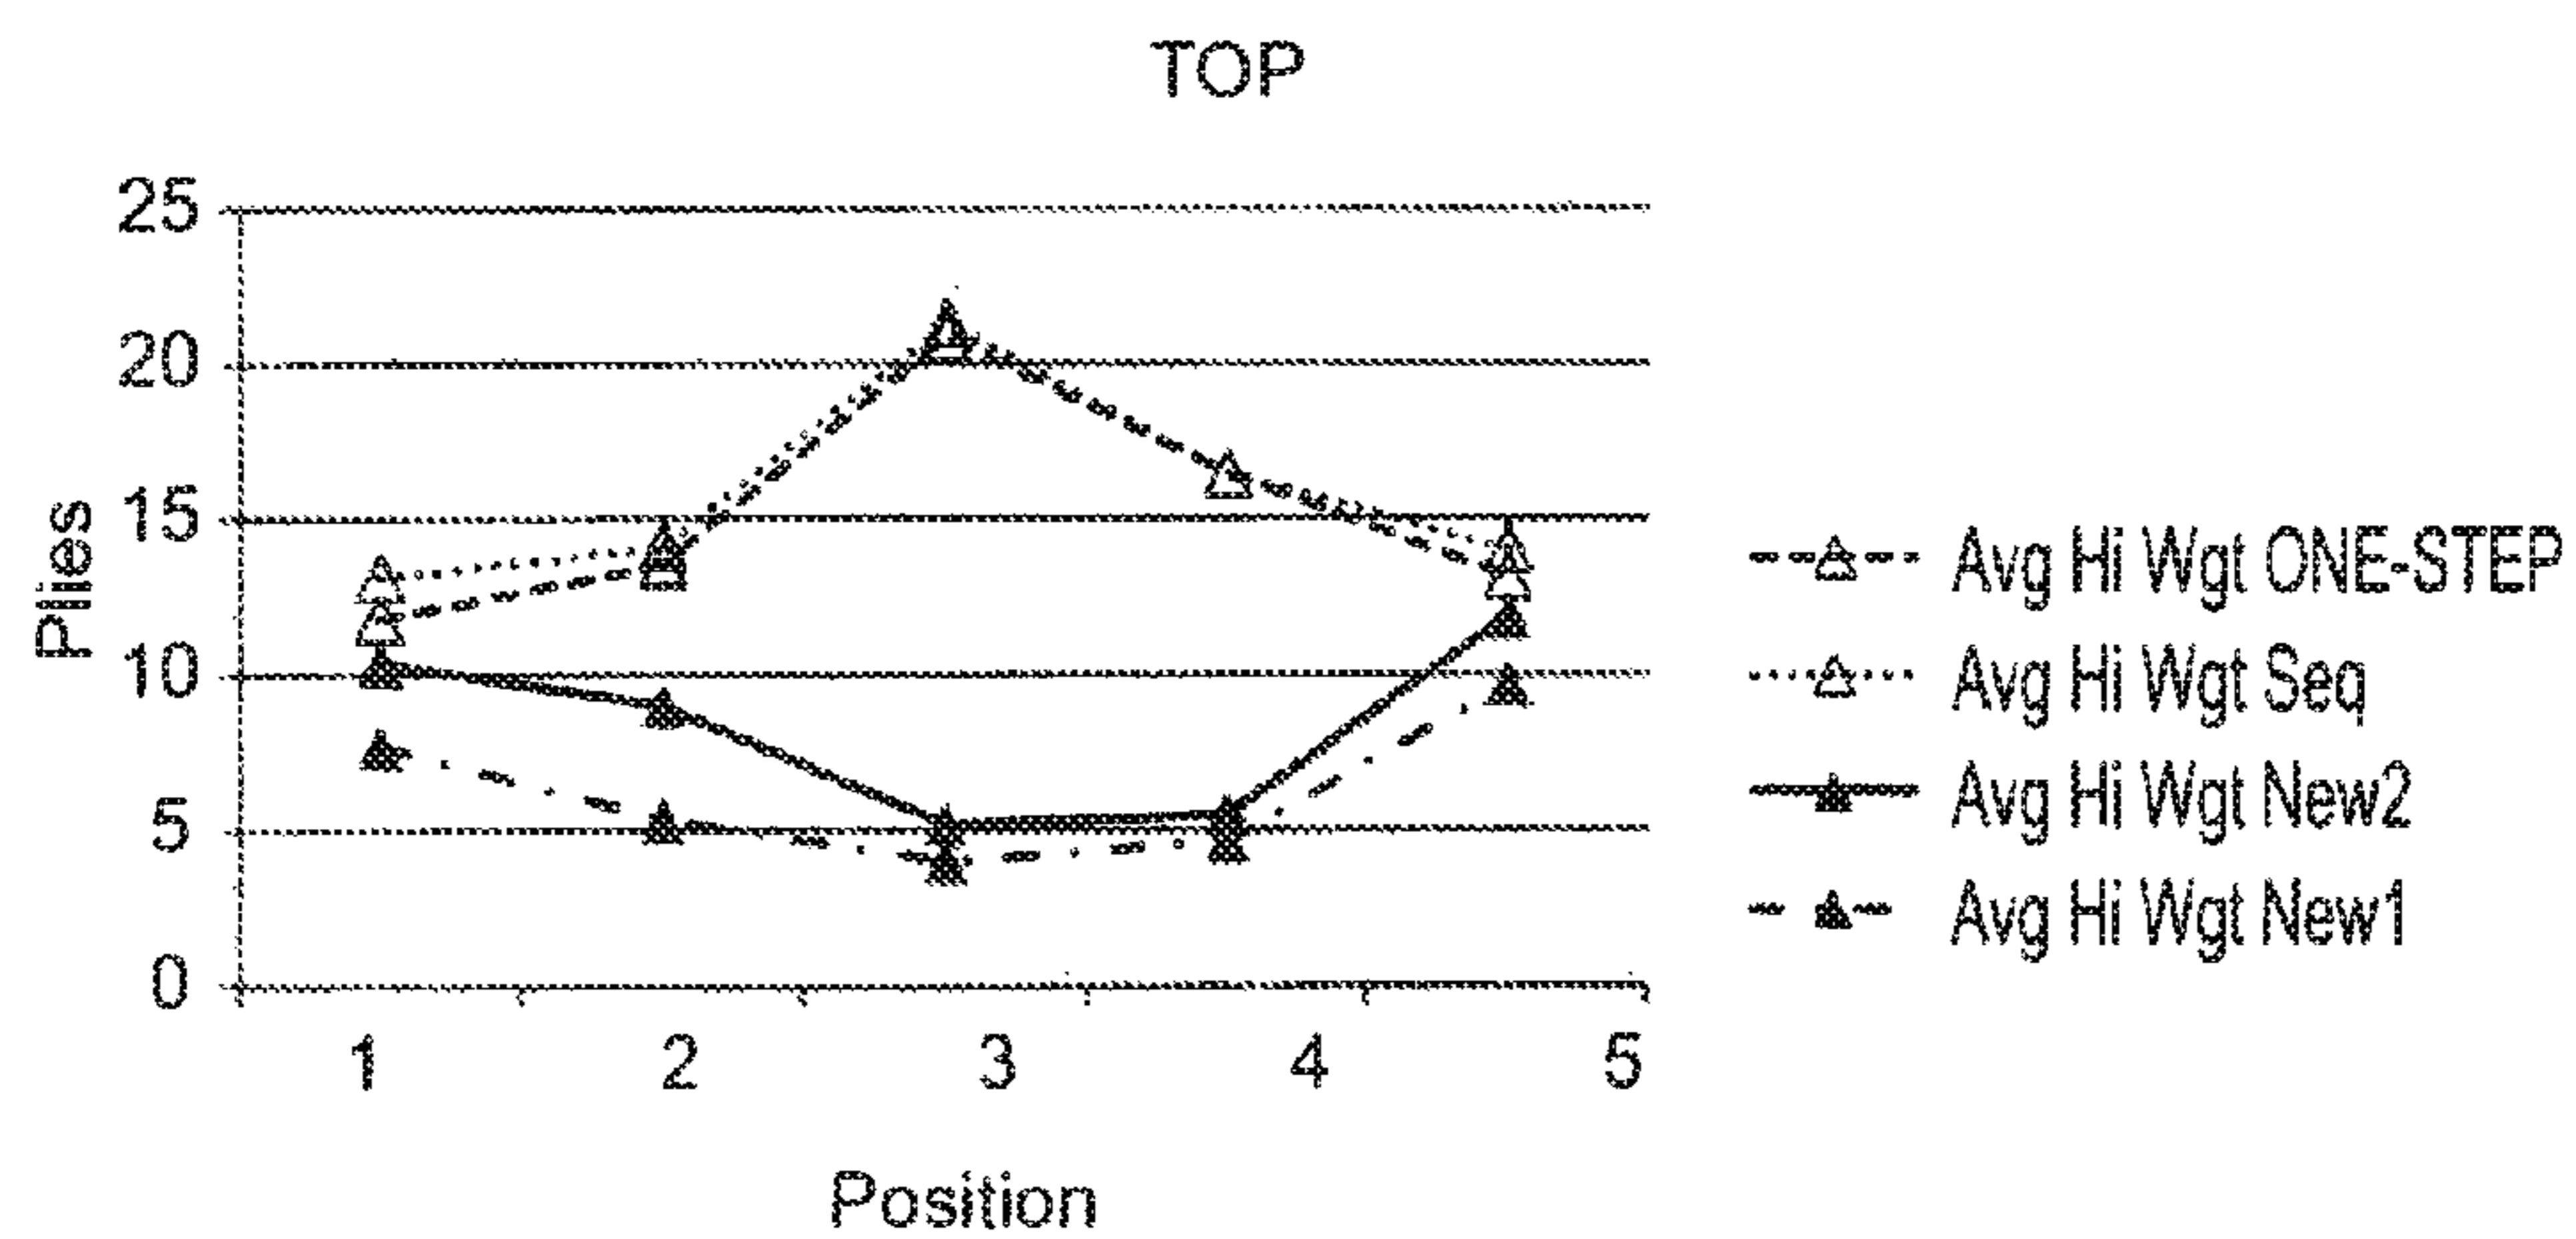 TOP
25
20
15
10
5
0
Plies
1 2 3 4 5
Position
Avg Hi Wgt ONE-STEP
Avg Hi Wgt Seq
Avg Hi Wgt New2
Avg Hi Wgt New1